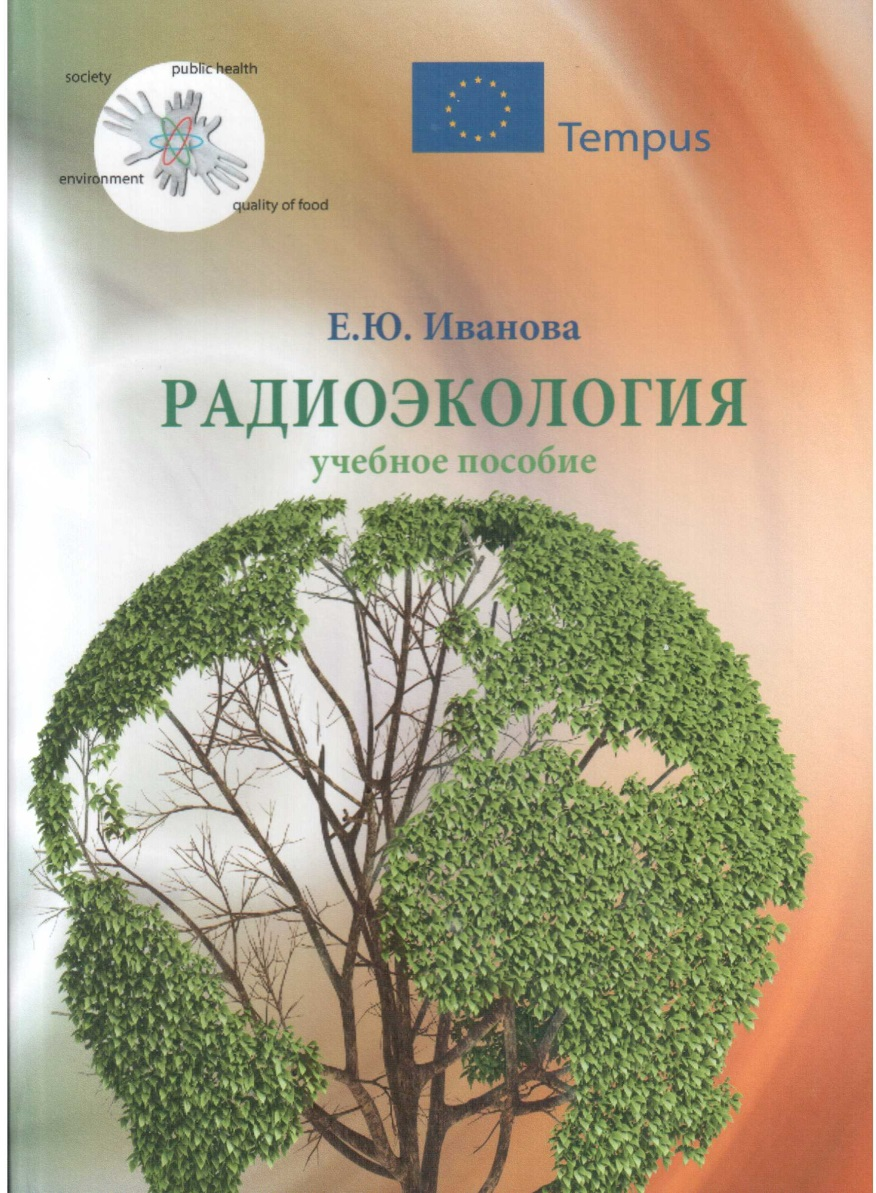 society
public health
environment
quality of food
Tempus
Е.Ю. Иванова
РАДИОЭКОЛОГИЯ
учебное пособие